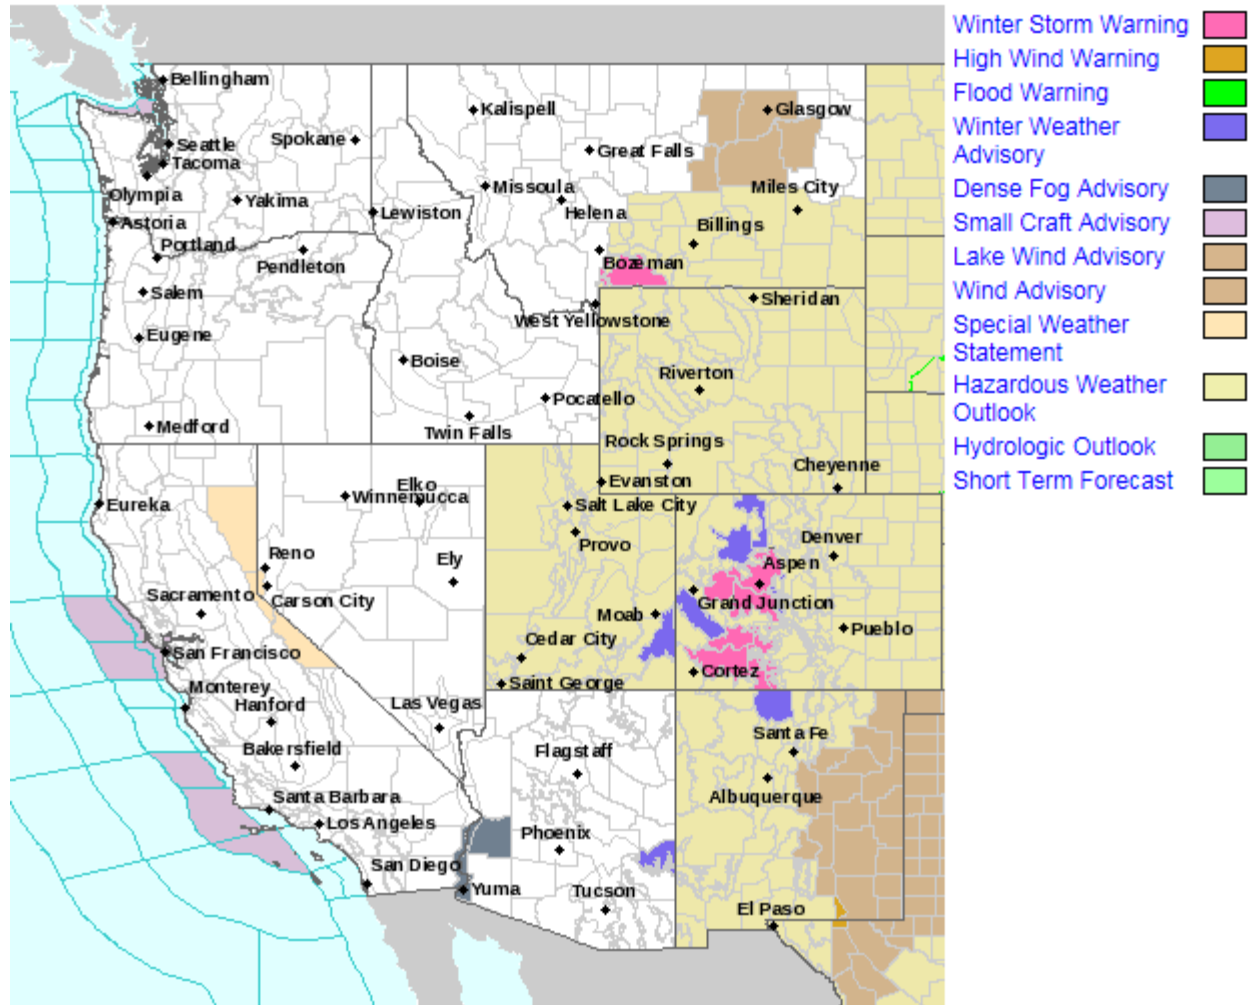 Winter Storm Warning
High Wind Warning
Flood Warning
Winter Weather
Advisory
Dense Fog Advisory
Small Craft Advisory
Lake Wind Advisory
Wind Advisory
Special Weather
Statement
Hazardous Weather
Outlook
Hydrologic Outlook
Short Term Forecast
Bellingham
Kalispell
Glasgow
Seattle
Spokane
Great Falls
Tacoma
Olympia
Missoula
Miles City
Yakima
Helena
Lewiston
Astoria
Billings
Portland
Pendleton
Bozeman
Salem
Sheridan
West Yellowstone
Eugene
Boise
Riverton
Pocatello
Medford
Twin Falls
Rock Springs
Cheyenne
Elko
Evanston
Winnemucca
Eureka
Salt Lake City
Denver
Provo
Reno
Ely
Aspen
Sacramento
Carson City
Grand Junction
Moab
Pueblo
Cedar City
San Francisco
Cortez
Saint George
Monterey
Hanford
Las Vegas
Santa Fe
Bakersfield
Flagstaff
Santa Barbara
Albuquerque
Los Angeles
Phoenix
San Diego
Yuma
Tucson
El Paso